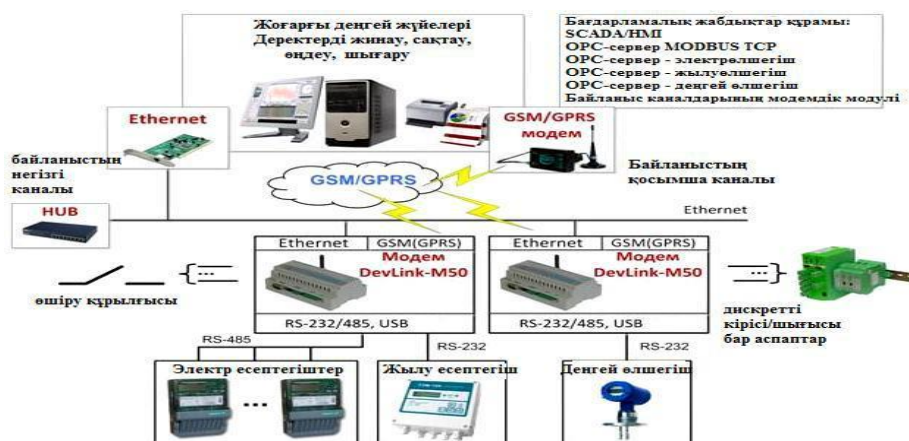 Жоғарғы деңгей жүйелері
Деректерді жинау, сақтау,
өңдеу, шығару
Бағдарламалық жабдықтар құрамы:
SCADA/HMI
OPC-сервер MODBUS TCP
OPC-сервер - электрөлшегіш
OPC-сервер - жылуөлшегіш
OPC-сервер - деңгей өлшегіш
Байланыс каналдарының модемдік модулі
Ethernet
GSM/GPRS
модем
байланыстың
негізгі
каналы
GSM/GPRS
Байланыстың
қосымша каналы
HUB
Ethernet
Ethernet
GSM(GPRS)
Модем
DevLink-M50
RS-232/485, USB
Ethernet
GSM(GPRS)
Модем
DevLink-M50
RS-232/485, USB
өшіру құрылғысы
дискретті
кірісі/шығысы
бар аспаптар
RS-485
RS-232
RS-232
Электр есептегіштер
Жылу есептегіш
Деңгей өлшегіш